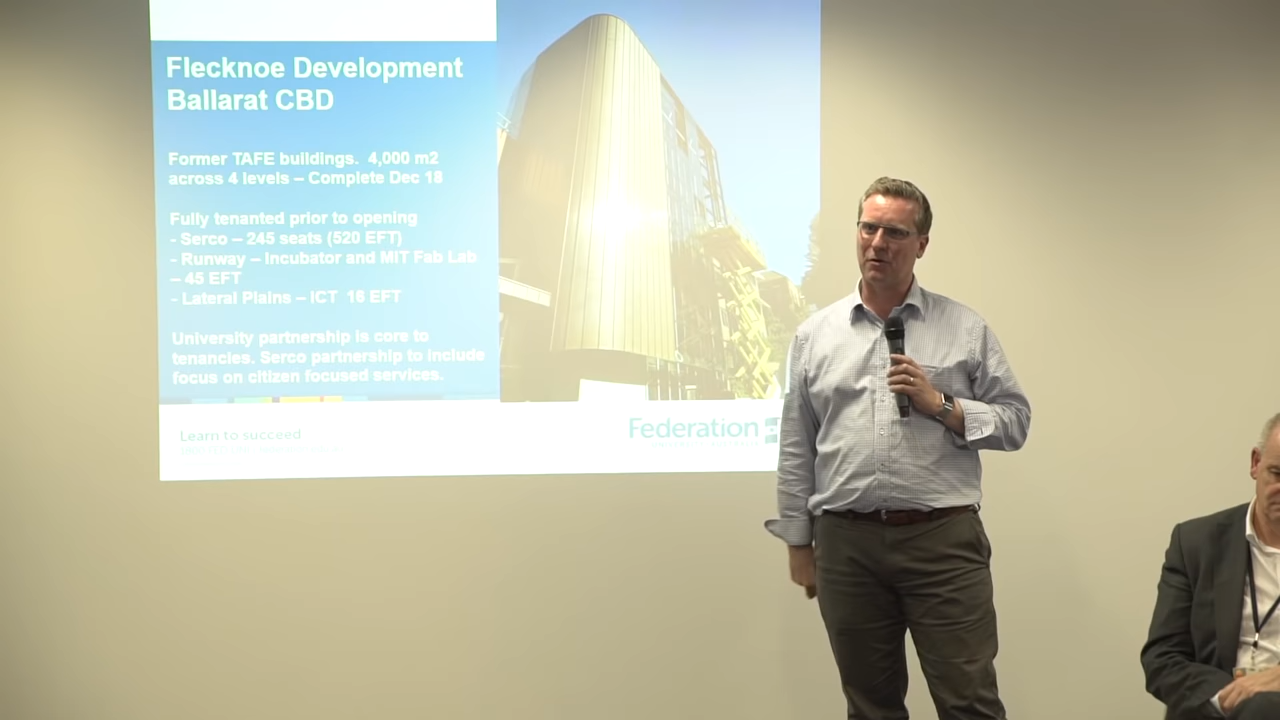 Flecknoe Development
Ballarat CBD
Former TAFE buildings. 4,000 m2
across 4 levels – Complete Dec 18
Fully tenanted prior to opening
- Serco – 245 seats (520 EFT)
- Runway – Incubator and MIT Fab Lab
– 45 EFT
- Lateral Plains – ICT 16 EFT
University partnership is core to
tenancies. Serco partnership to include
focus on citizen focused services.
Learn to succeed
Federation